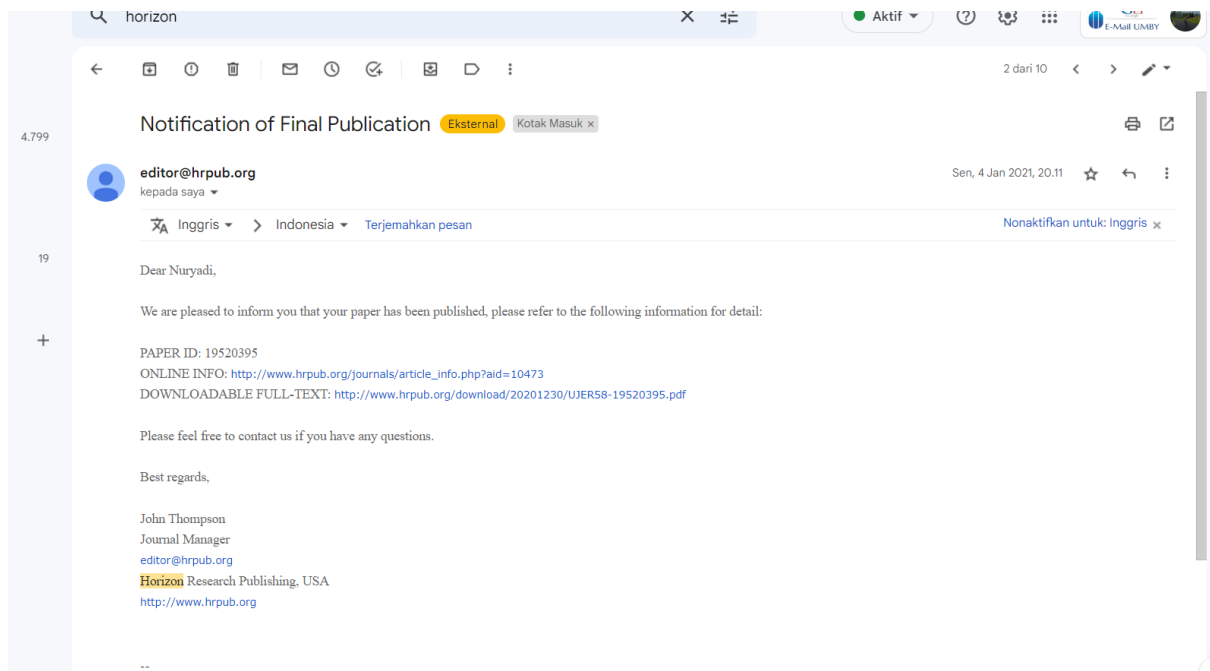 horizon
Aktif
E-Mail UMBY
2 dari 10
4.799
Notification of Final Publication Eksternal Kotak Masuk ×
editor@hrpub.org Sen, 4 Jan 2021, 20.11
kepada saya
Inggris > Indonesia Terjemahkan pesan Nonaktifkan untuk: Inggris ×
19
Dear Nuryadi,
We are pleased to inform you that your paper has been published, please refer to the following information for detail:
PAPER ID: 19520395
ONLINE INFO: http://www.hrpub.org/journals/article_info.php?aid=10473
DOWNLOADABLE FULL-TEXT: http://www.hrpub.org/download/20201230/UJER58-19520395.pdf
Please feel free to contact us if you have any questions.
Best regards,
John Thompson
Journal Manager
editor@hrpub.org
Horizon Research Publishing, USA
http://www.hrpub.org
--